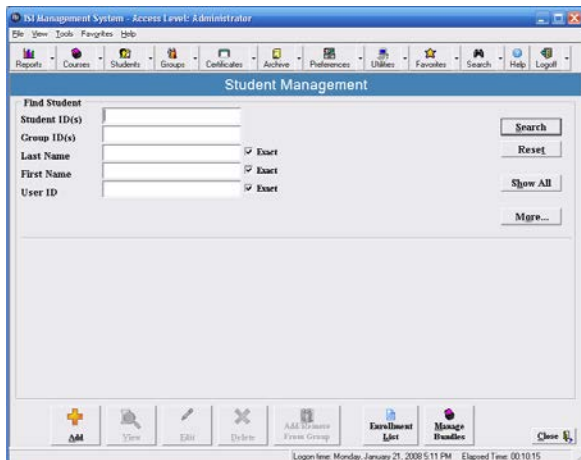 ISI Management System - Access Level: Administrator
File View Tools Favorites Help
Reports Courses Students Groups Certificates Archive Preferences Utilities Favorites Search Help Logoff
Student Management
Find Student
Student ID(s)
Search
Group ID(s)
Reset
Last Name Exact
First Name Exact
Show All
User ID Exact
More...
Add View Edit Delete Add/Remove From Group Enrollment List Manage Bundles Close
Logon time: Monday, January 21, 2008 5:11 PM Elapsed Time: 00:10:15